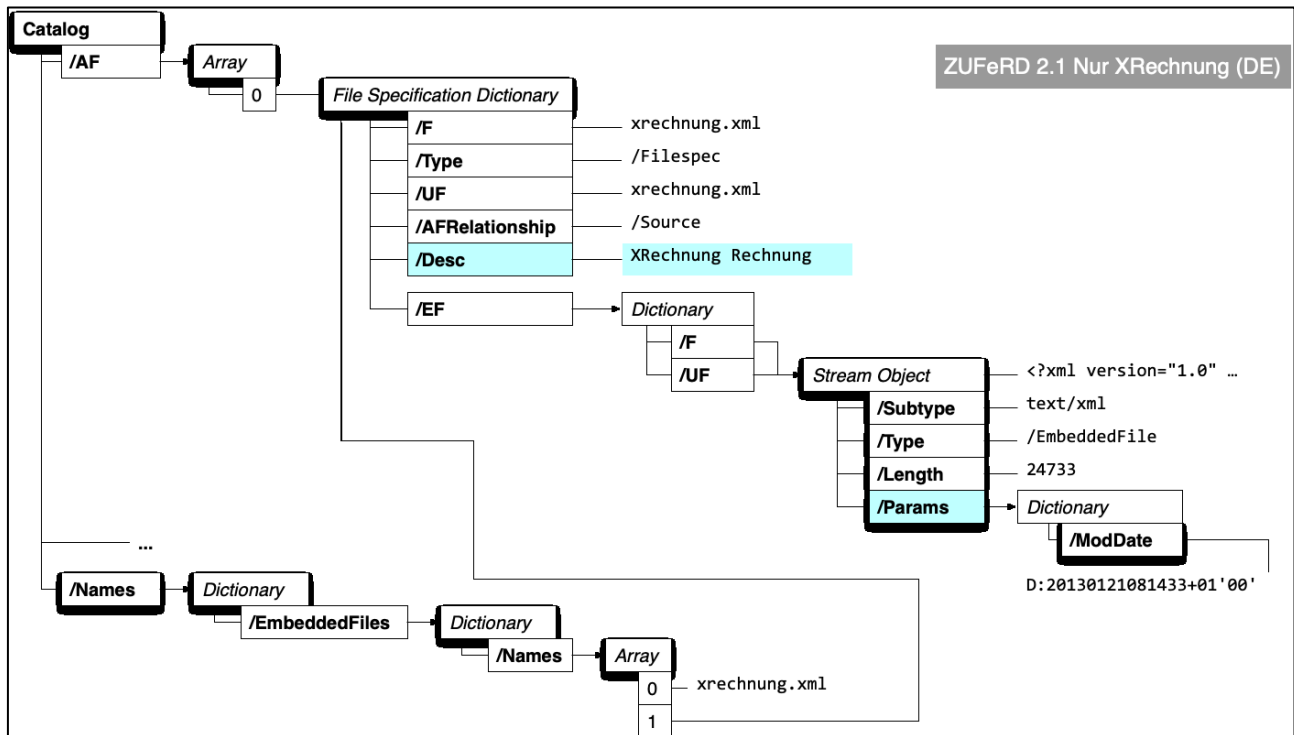 Catalog
/AF
Array
0
ZUFeRD 2.1 Nur XRechnung (DE)
File Specification Dictionary
/F
xrechnung.xml
/Type
/Filespec
/UF
xrechnung.xml
/AFRelationship
/Source
/Desc
XRechnung Rechnung
/EF
Dictionary
/F
/UF
Stream Object
<?xml version="1.0" …
/Subtype
text/xml
/Type
/EmbeddedFile
/Length
24733
/Params
Dictionary
/ModDate
D:20130121081433+01'00'
...
/Names
Dictionary
/EmbeddedFiles
Dictionary
/Names
Array
0
xrechnung.xml
1